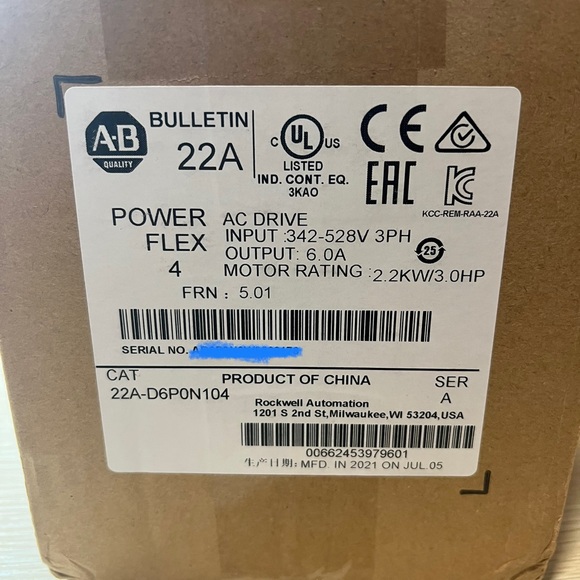 A-B
QUALITY
BULLETIN
22A
C UL US
LISTED
IND. CONT. EQ.
3KAO
CE
EAC
KCC-REM-RAA-22A
POWER
FLEX
4
AC DRIVE
INPUT :342-528V 3PH
OUTPUT: 6.0A
MOTOR RATING :2.2KW/3.0HP
25
FRN : 5.01
SERIAL NO.
CAT
22A-D6P0N104
PRODUCT OF CHINA
SER
A
Rockwell Automation
1201 S 2nd St,Milwaukee,WI 53204,USA
00662453979601
生产日期: MFD. IN 2021 ON JUL.05